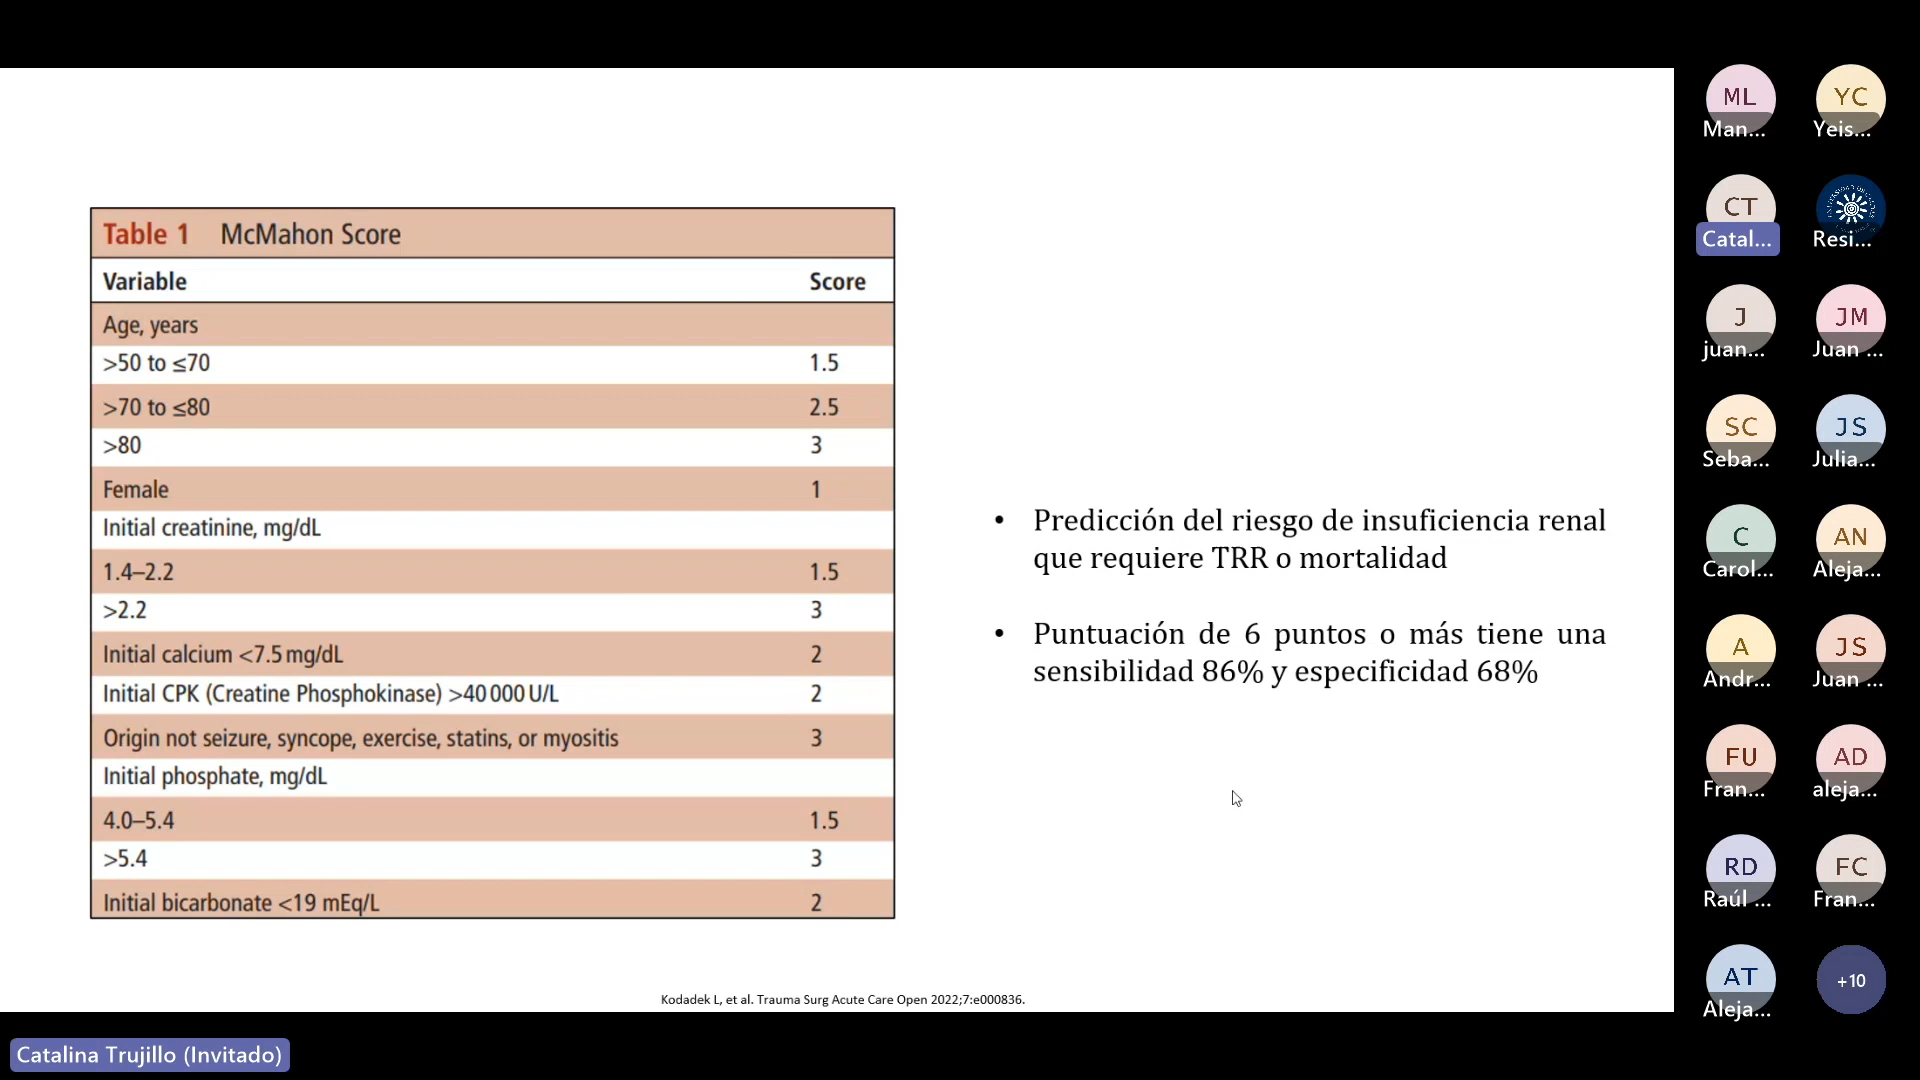 Table 1 McMahon Score
Variable Score
Age, years
>50 to ≤70 1.5
>70 to ≤80 2.5
>80 3
Female 1
Initial creatinine, mg/dL
1.4–2.2 1.5
>2.2 3
Initial calcium <7.5 mg/dL 2
Initial CPK (Creatine Phosphokinase) >40 000 U/L 2
Origin not seizure, syncope, exercise, statins, or myositis 3
Initial phosphate, mg/dL
4.0–5.4 1.5
>5.4 3
Initial bicarbonate <19 mEq/L 2
• Predicción del riesgo de insuficiencia renal
que requiere TRR o mortalidad
• Puntuación de 6 puntos o más tiene una
sensibilidad 86% y especificidad 68%
Kodadek L, et al. Trauma Surg Acute Care Open 2022;7:e000836.
ML YC
Man... Yeis...
CT
Catal... Resi...
J JM
juan... Juan ...
SC JS
Seba... Julia...
C AN
Carol... Aleja...
A JS
Andr... Juan ...
FU AD
Fran... aleja...
RD FC
Raúl ... Fran...
AT +10
Aleja...
Catalina Trujillo (Invitado)